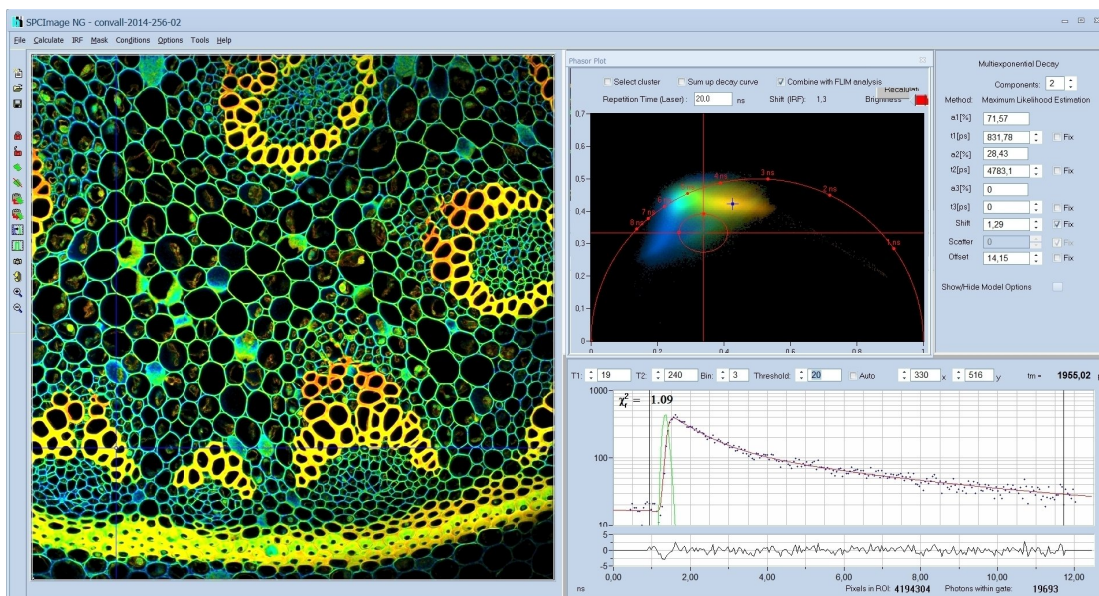 SPCImage NG - convall-2014-256-02
File Calculate IRF Mask Conditions Options Tools Help
Phasor Plot
Select cluster Sum up decay curve Combine with FLIM analysis
Repetition Time (Laser): 20,0 ns Shift (IRF): 1,3 Brightness
0,7
0,6
0,5
0,4
0,3
0,2
0,1
0
0 0,2 0,4 0,6 0,8 1
8 ns 7 ns 4 ns 3 ns 2 ns 1 ns
Multiexponential Decay
Components: 2
Method: Maximum Likelihood Estimation
a1[%] 71,57
t1[ps] 831,78 Fix
a2[%] 28,43
t2[ps] 4783,1 Fix
a3[%] 0
t3[ps] 0 Fix
Shift 1,29 Fix
Scatter 0 Fix
Offset 14,15 Fix
Show/Hide Model Options
T1: 19 T2: 240 Bin: 3 Threshold: 20 Auto 330 x 516 y tm = 1955,02
χr² = 1.09
1000
100
10
5
0
-5
0,00 2,00 4,00 6,00 8,00 10,00 12,00
ns Pixels in ROI: 4194304 Photons within gate: 19693